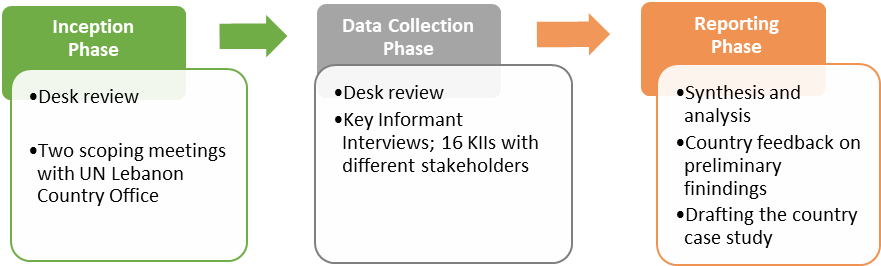 Inception
Phase
•Desk review
•Two scoping meetings
with UN Lebanon
Country Office
Data Collection
Phase
•Desk review
•Key Informant
Interviews; 16 KIIs with
different stakeholders
Reporting
Phase
•Synthesis and
analysis
•Country feedback on
preliminary
finindings
•Drafting the country
case study